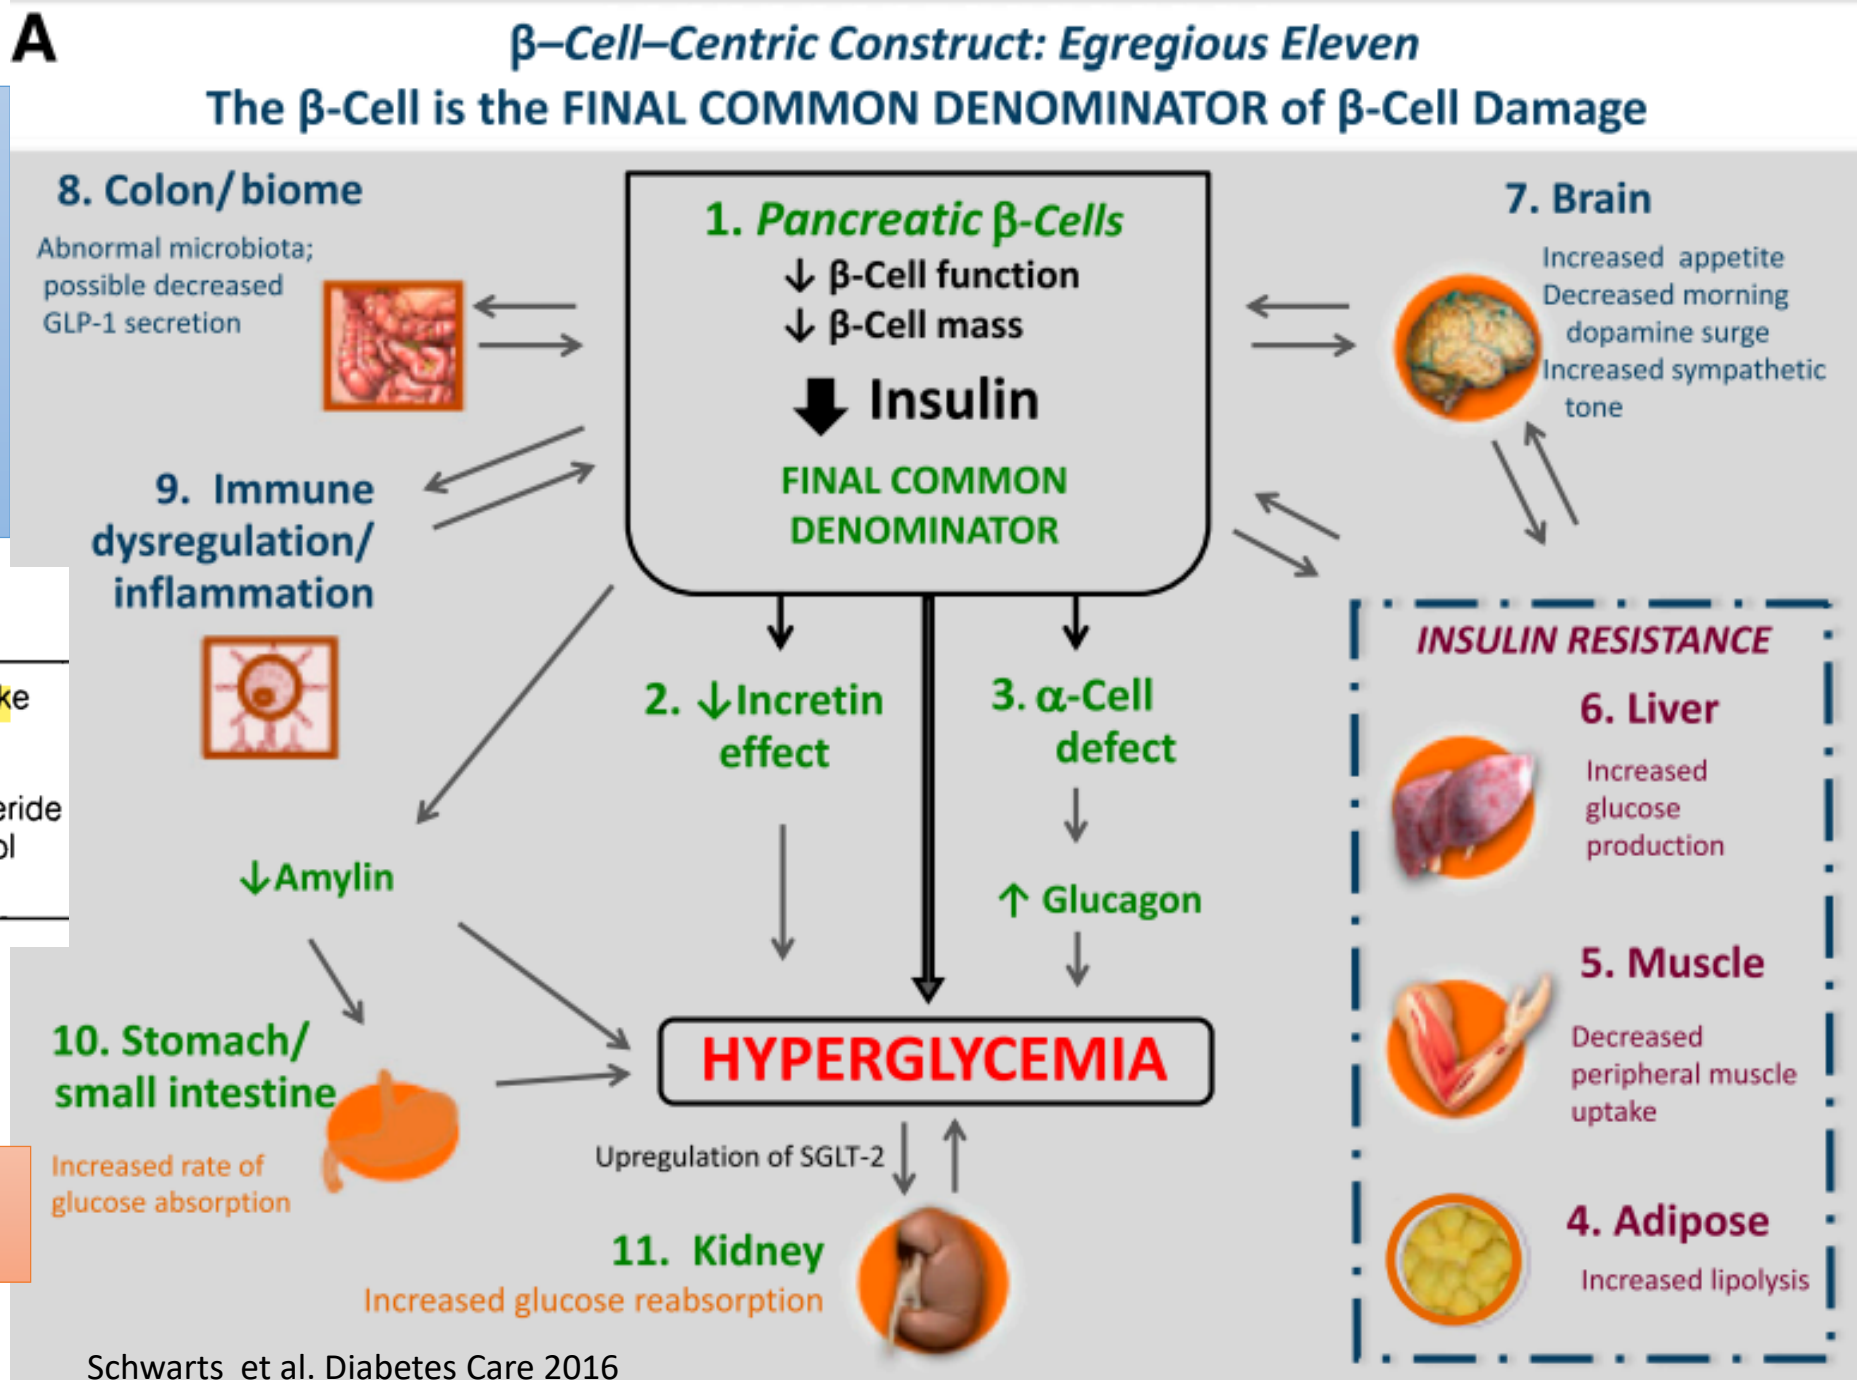 A
β–Cell–Centric Construct: Egregious Eleven
The β-Cell is the FINAL COMMON DENOMINATOR of β-Cell Damage
8. Colon/biome
Abnormal microbiota;
possible decreased
GLP-1 secretion
1. Pancreatic β-Cells
↓ β-Cell function
↓ β-Cell mass
Insulin
FINAL COMMON
DENOMINATOR
7. Brain
Increased appetite
Decreased morning
dopamine surge
Increased sympathetic
tone
9. Immune
dysregulation/
inflammation
ke
eride
ol
2. ↓Incretin
effect
3. α-Cell
defect
↑ Glucagon
↓Amylin
INSULIN RESISTANCE
6. Liver
Increased
glucose
production
5. Muscle
Decreased
peripheral muscle
uptake
4. Adipose
Increased lipolysis
10. Stomach/
small intestine
Increased rate of
glucose absorption
HYPERGLYCEMIA
Upregulation of SGLT-2
11. Kidney
Increased glucose reabsorption
Schwarts et al. Diabetes Care 2016